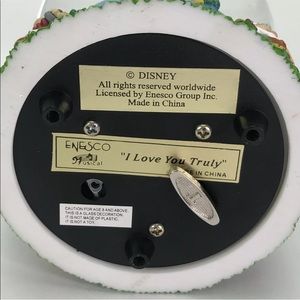 © DISNEY
All rights reserved worldwide
Licensed by Enesco Group Inc.
Made in China
ENESCO
Musical
"I Love You Truly"
IN CHINA
CAUTION FOR AGE 8 AND ABOVE.
THIS IS A GLASS DECORATION.
IT IS NOT MADE OF PLASTIC.
IT IS NOT A TOY.